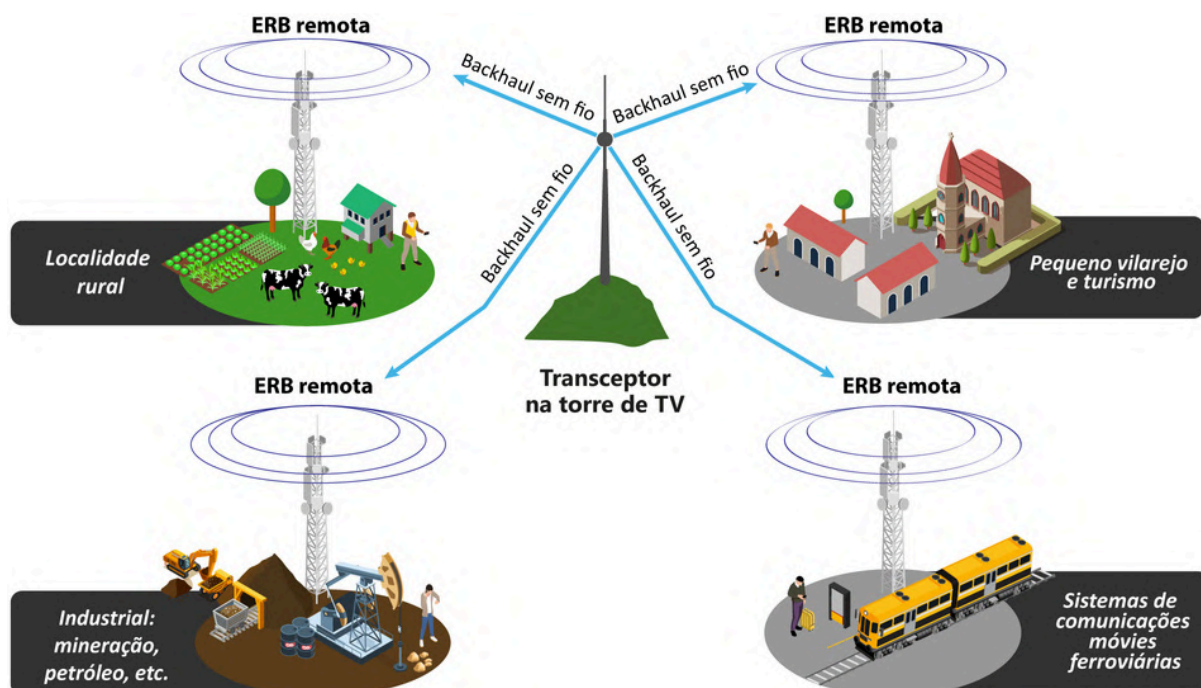 ERB remota
ERB remota
Backhaul sem fio
Backhaul sem fio
Backhaul sem fio
Backhaul sem fio
Localidade
rural
Pequeno vilarejo
e turismo
ERB remota
Transceptor
na torre de TV
ERB remota
Industrial:
mineração,
petróleo, etc.
Sistemas de
comunicações
móvies
ferroviárias